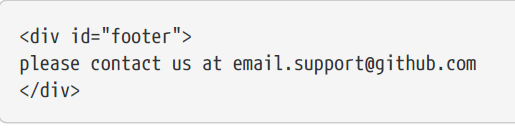 <div id="footer">
please contact us at email.support@github.com
</div>